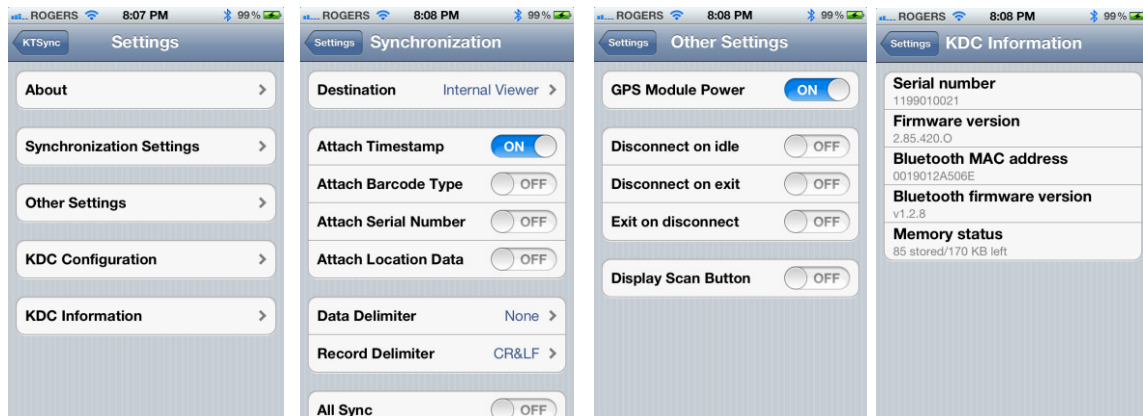 ROGERS 8:07 PM 99%
KTSync Settings
About
Synchronization Settings
Other Settings
KDC Configuration
KDC Information
ROGERS 8:08 PM 99%
Settings Synchronization
Destination Internal Viewer
Attach Timestamp ON
Attach Barcode Type OFF
Attach Serial Number OFF
Attach Location Data OFF
Data Delimiter None
Record Delimiter CR&LF
All Sync OFF
ROGERS 8:08 PM 99%
Settings Other Settings
GPS Module Power ON
Disconnect on idle OFF
Disconnect on exit OFF
Exit on disconnect OFF
Display Scan Button OFF
ROGERS 8:08 PM 99%
Settings KDC Information
Serial number
1199010021
Firmware version
2.85.420.O
Bluetooth MAC address
0019012A506E
Bluetooth firmware version
v1.2.8
Memory status
85 stored/170 KB left